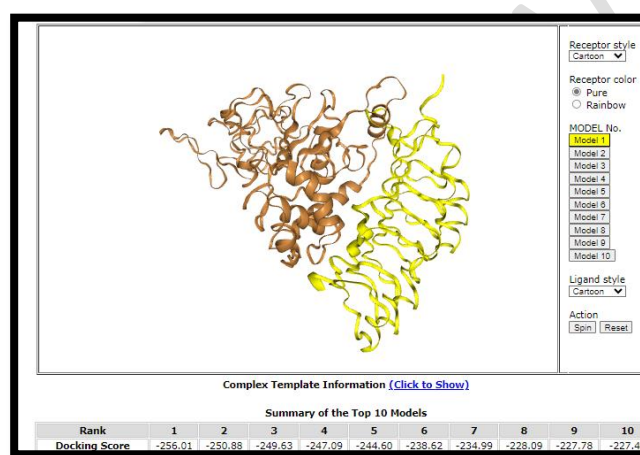 Receptor style
Cartoon
Receptor color
Pure
Rainbow
MODEL No.
Model 1
Model 2
Model 3
Model 4
Model 5
Model 6
Model 7
Model 8
Model 9
Model 10
Ligand style
Cartoon
Action
Spin Reset
Complex Template Information (Click to Show)
Summary of the Top 10 Models
Rank 1 2 3 4 5 6 7 8 9 10
Docking Score -256.01 -250.88 -249.63 -247.09 -244.60 -238.62 -234.99 -228.09 -227.78 -227.4